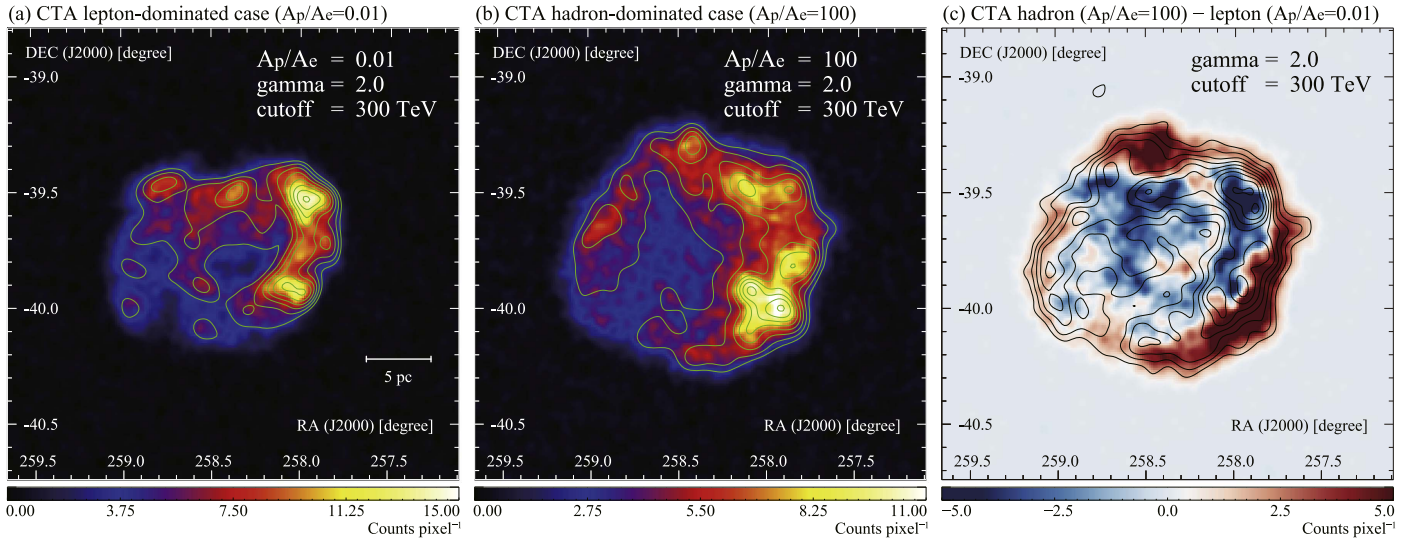 (a) CTA lepton-dominated case (Ap/Ae=0.01)
DEC (J2000) [degree]
Ap/Ae = 0.01
gamma = 2.0
cutoff = 300 TeV
-39.0
-39.5
-40.0
-40.5
5 pc
RA (J2000) [degree]
259.5 259.0 258.5 258.0 257.5
0.00 3.75 7.50 11.25 15.00
Counts pixel⁻¹
(b) CTA hadron-dominated case (Ap/Ae=100)
DEC (J2000) [degree]
Ap/Ae = 100
gamma = 2.0
cutoff = 300 TeV
-39.0
-39.5
-40.0
-40.5
RA (J2000) [degree]
259.5 259.0 258.5 258.0 257.5
0.00 2.75 5.50 8.25 11.00
Counts pixel⁻¹
(c) CTA hadron (Ap/Ae=100) − lepton (Ap/Ae=0.01)
DEC (J2000) [degree]
gamma = 2.0
cutoff = 300 TeV
-39.0
-39.5
-40.0
-40.5
RA (J2000) [degree]
259.5 259.0 258.5 258.0 257.5
−5.0 −2.5 0.0 2.5 5.0
Counts pixel⁻¹